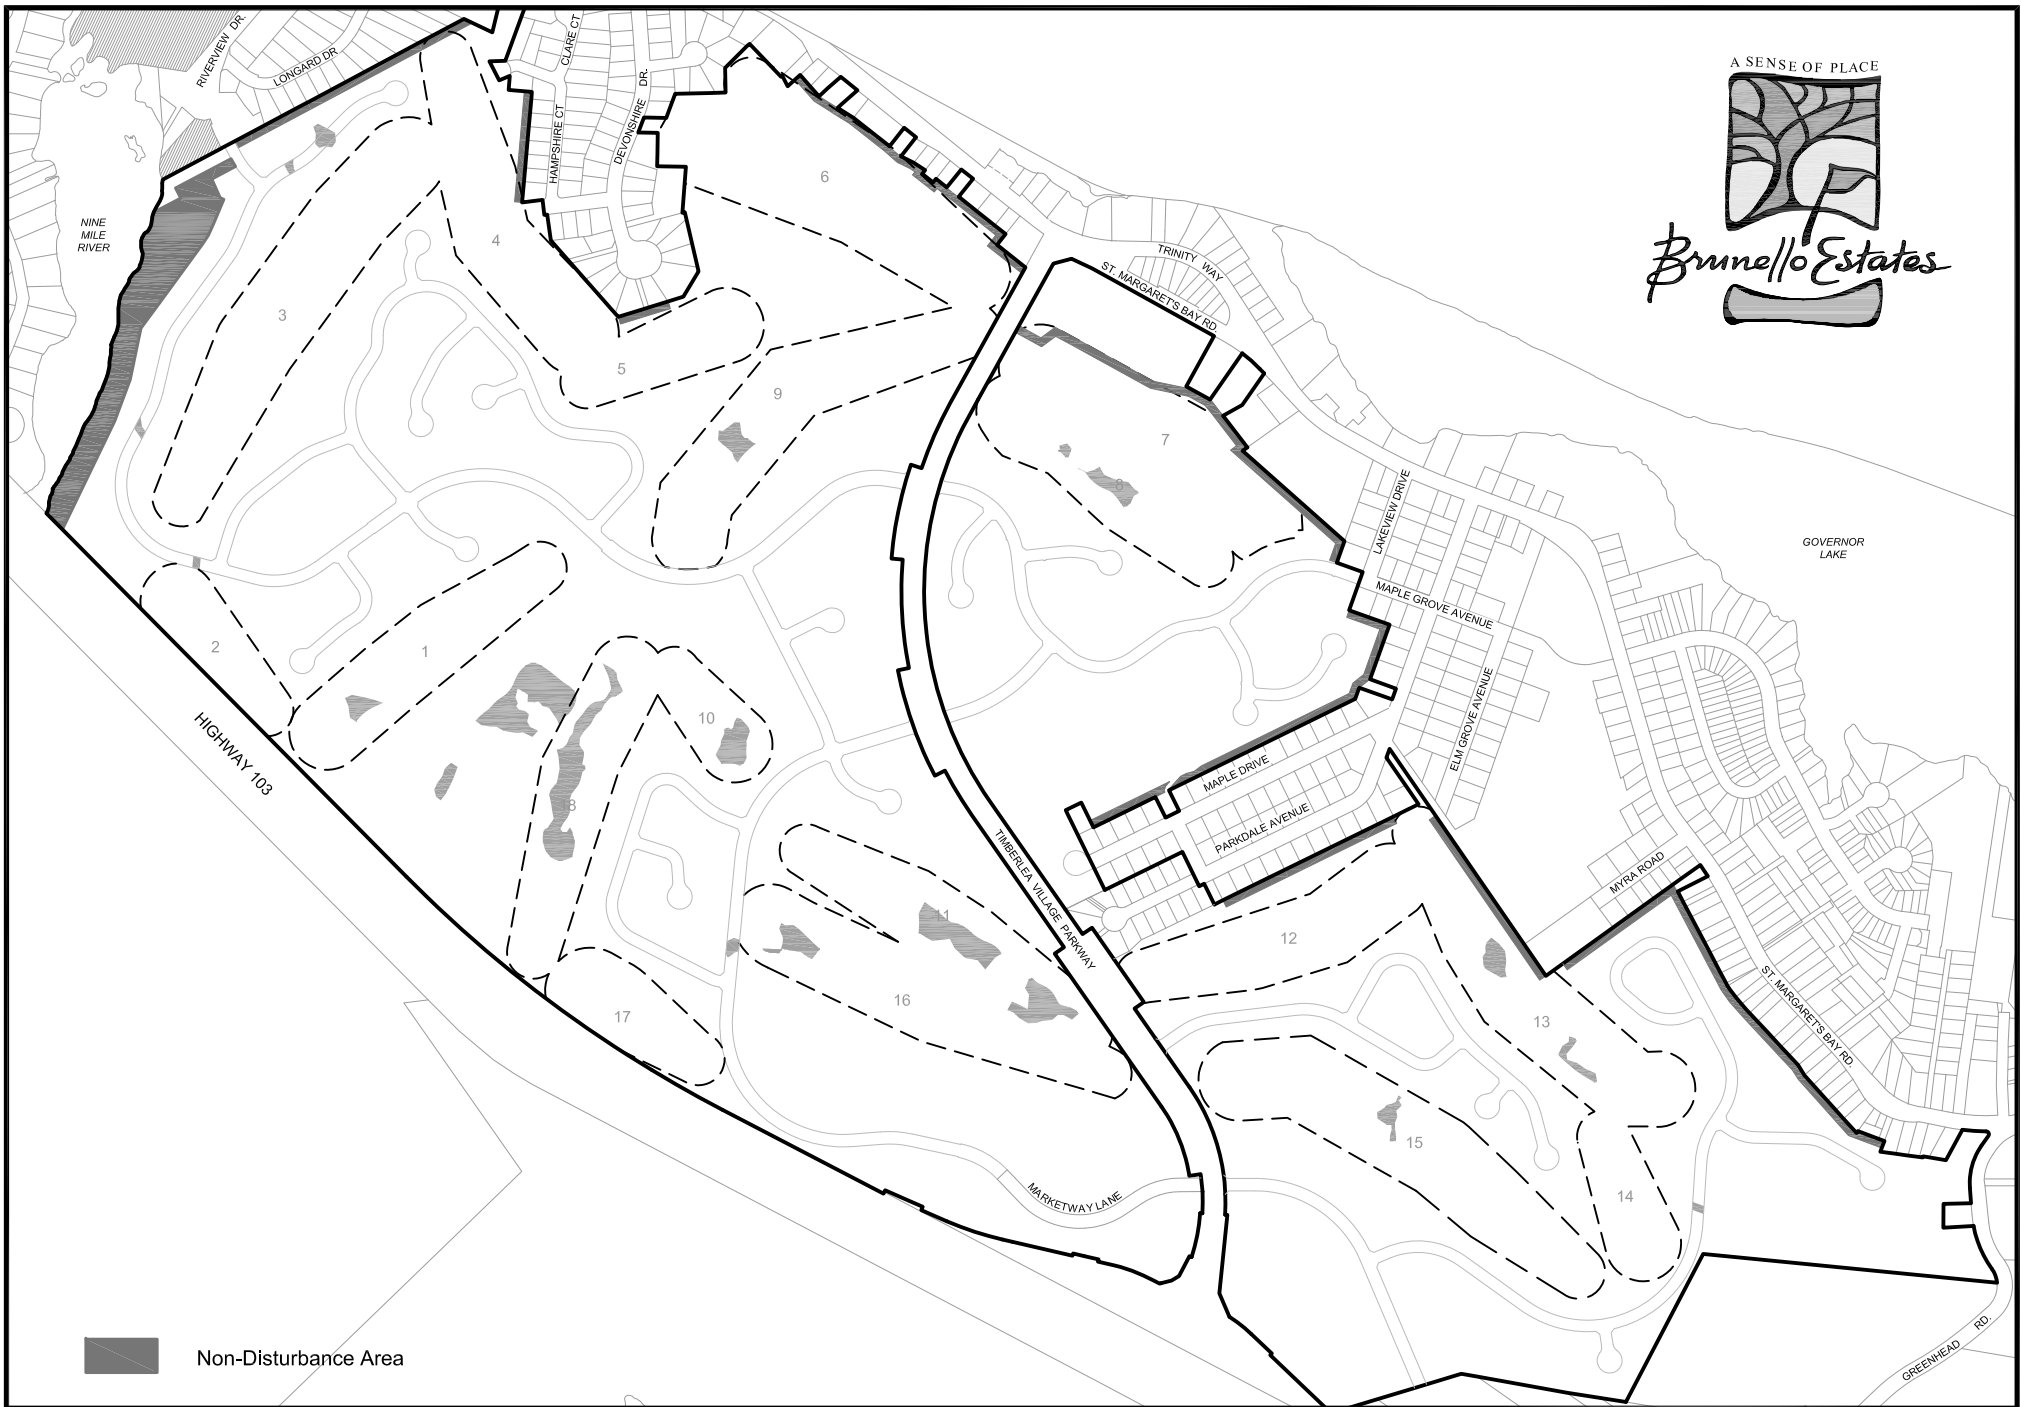 RIVERVIEW DR.
LONGARD DR
CLARE CT
HAMPSHIRE CT
DEVONSHIRE DR.
A SENSE OF PLACE
Brunello Estates
NINE
MILE
RIVER
6
4
3
5
9
TRINITY WAY
ST. MARGARET'S BAY RD.
7
8
LAKEVIEW DRIVE
GOVERNOR
LAKE
MAPLE GROVE AVENUE
ELM GROVE AVENUE
2
1
10
HIGHWAY 103
18
MAPLE DRIVE
PARKDALE AVENUE
MYRA ROAD
TIMBERLEA VILLAGE PARKWAY
11
12
16
17
13
ST. MARGARET'S BAY RD.
15
14
MARKETWAY LANE
GREENHEAD RD.
Non-Disturbance Area